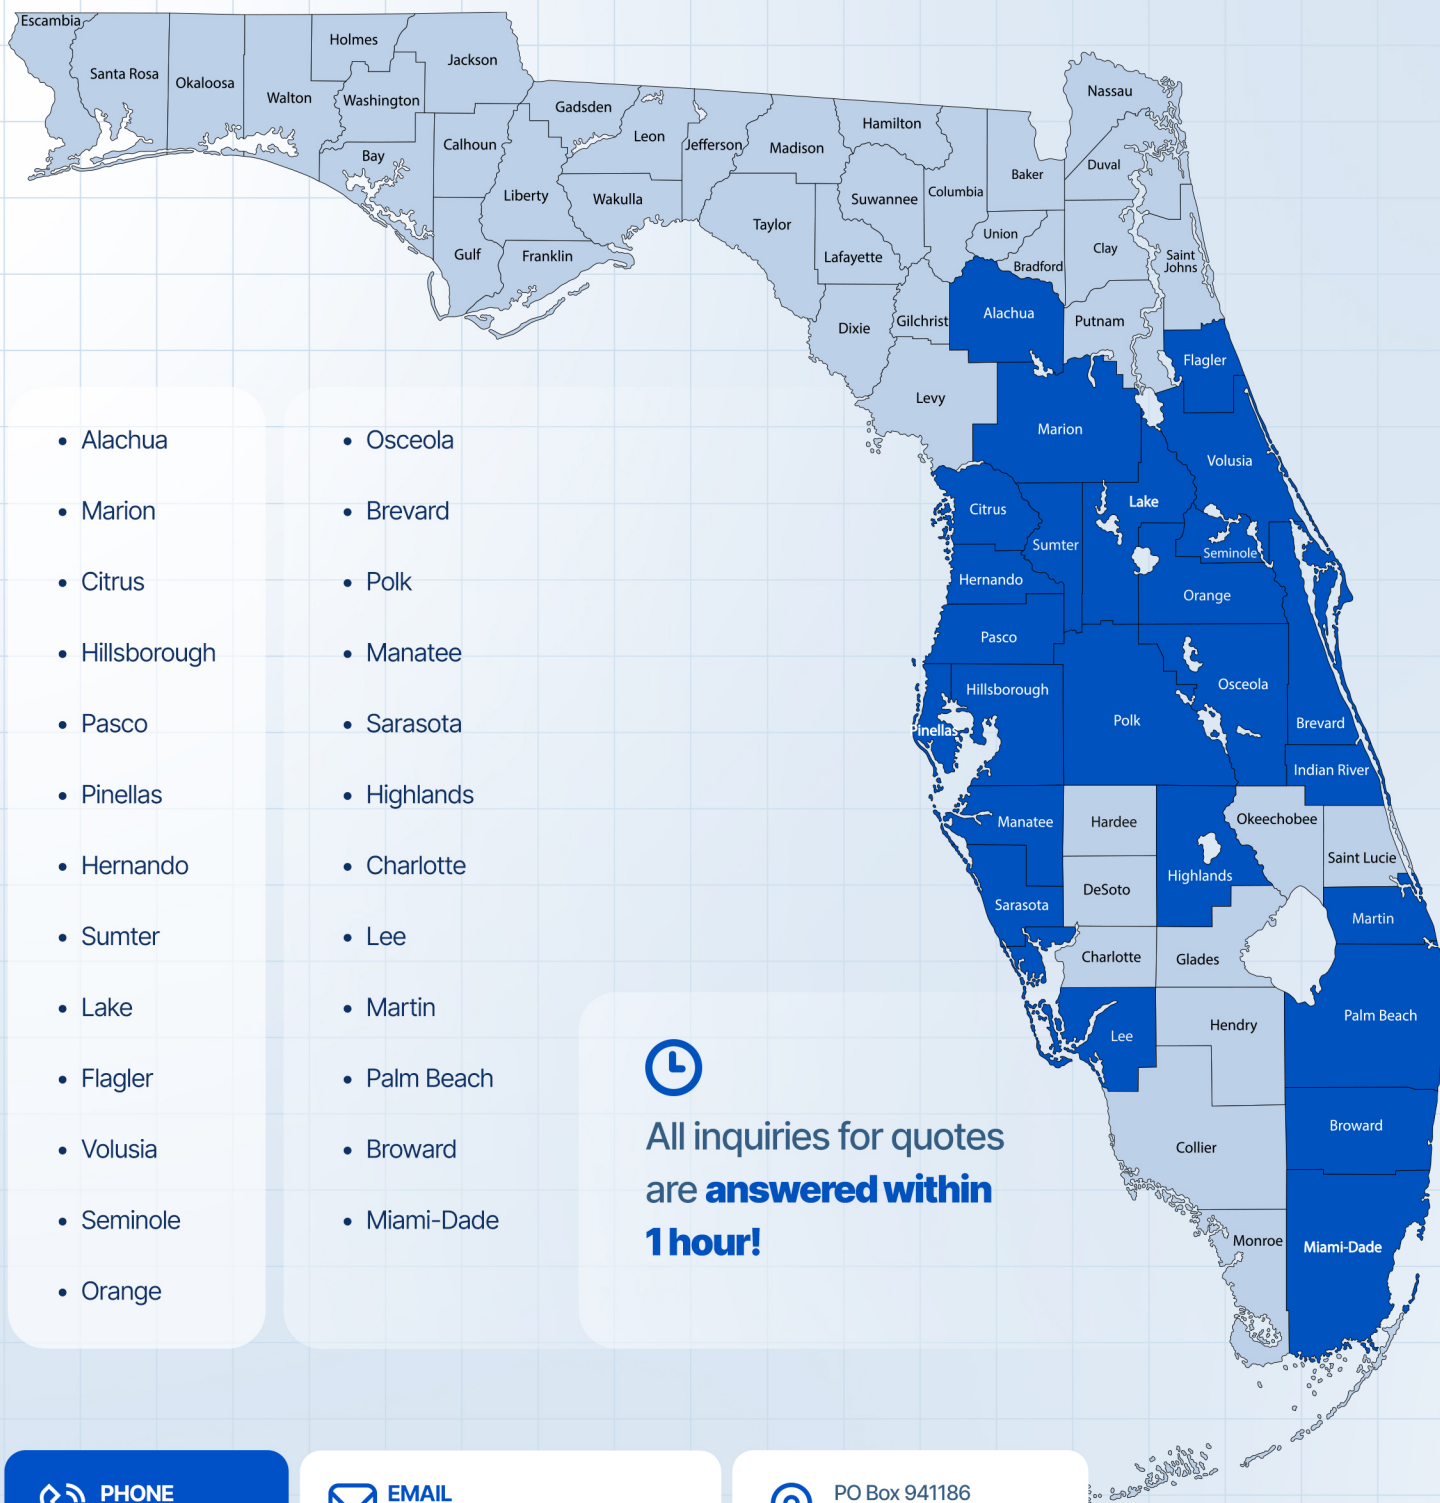 Escambia
Santa Rosa
Okaloosa
Walton
Holmes
Washington
Jackson
Bay
Calhoun
Gulf
Liberty
Gadsden
Franklin
Leon
Wakulla
Jefferson
Madison
Taylor
Hamilton
Suwannee
Lafayette
Dixie
Columbia
Gilchrist
Levy
Baker
Union
Bradford
Nassau
Duval
Clay
Saint
Johns
Putnam
Alachua
Flagler
Marion
Volusia
Citrus
Sumter
Lake
Seminole
Hernando
Orange
Pasco
Hillsborough
Pinellas
Polk
Osceola
Brevard
Indian River
Manatee
Hardee
Highlands
Okeechobee
Saint Lucie
DeSoto
Sarasota
Martin
Charlotte
Glades
Lee
Hendry
Palm Beach
Broward
Collier
Monroe
Miami-Dade
• Alachua
• Marion
• Citrus
• Hillsborough
• Pasco
• Pinellas
• Hernando
• Sumter
• Lake
• Flagler
• Volusia
• Seminole
• Orange
• Osceola
• Brevard
• Polk
• Manatee
• Sarasota
• Highlands
• Charlotte
• Lee
• Martin
• Palm Beach
• Broward
• Miami-Dade
All inquiries for quotes
are answered within
1 hour!
PHONE
EMAIL
PO Box 941186